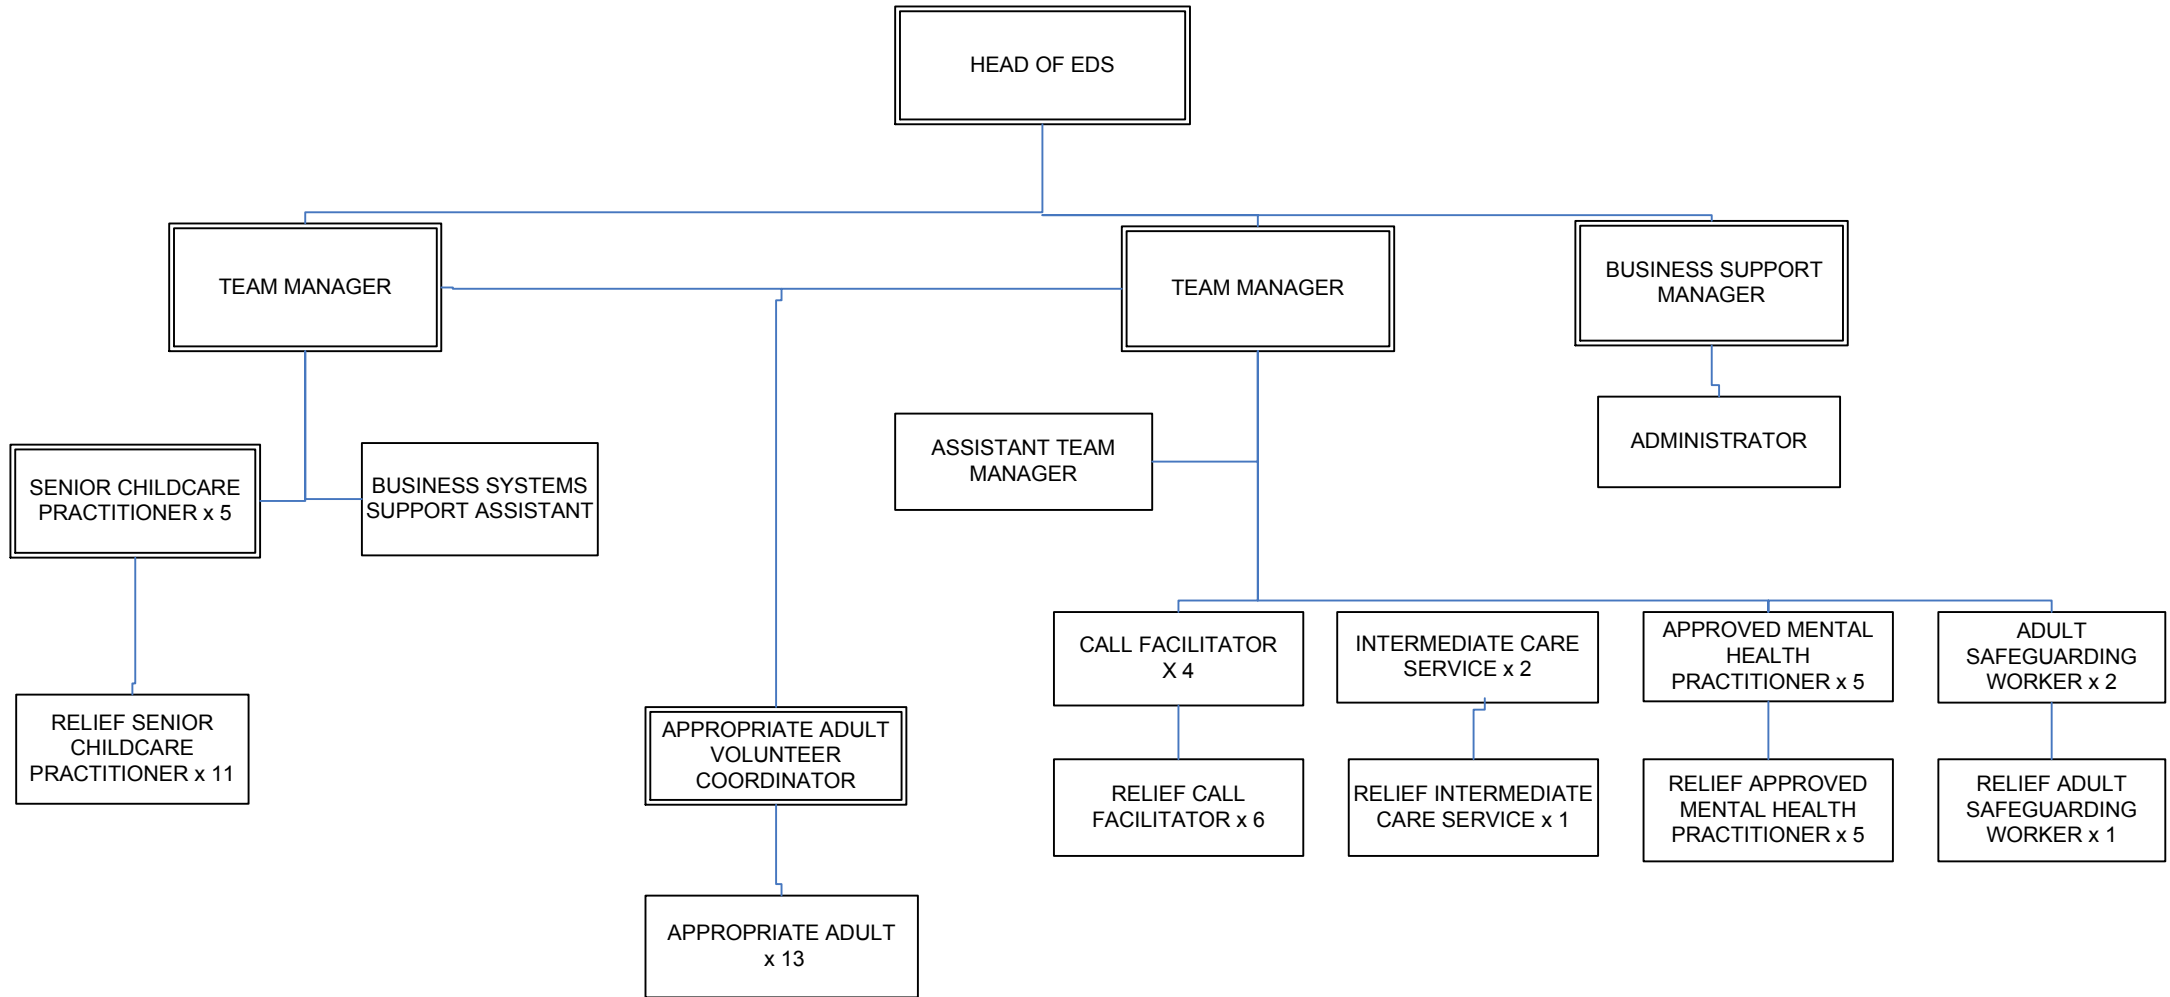 HEAD OF EDS
TEAM MANAGER
TEAM MANAGER
BUSINESS SUPPORT
MANAGER
ASSISTANT TEAM
MANAGER
ADMINISTRATOR
SENIOR CHILDCARE
PRACTITIONER x 5
BUSINESS SYSTEMS
SUPPORT ASSISTANT
CALL FACILITATOR
X 4
INTERMEDIATE CARE
SERVICE x 2
APPROVED MENTAL
HEALTH
PRACTITIONER x 5
ADULT
SAFEGUARDING
WORKER x 2
RELIEF SENIOR
CHILDCARE
PRACTITIONER x 11
APPROPRIATE ADULT
VOLUNTEER
COORDINATOR
RELIEF CALL
FACILITATOR x 6
RELIEF INTERMEDIATE
CARE SERVICE x 1
RELIEF APPROVED
MENTAL HEALTH
PRACTITIONER x 5
RELIEF ADULT
SAFEGUARDING
WORKER x 1
APPROPRIATE ADULT
x 13